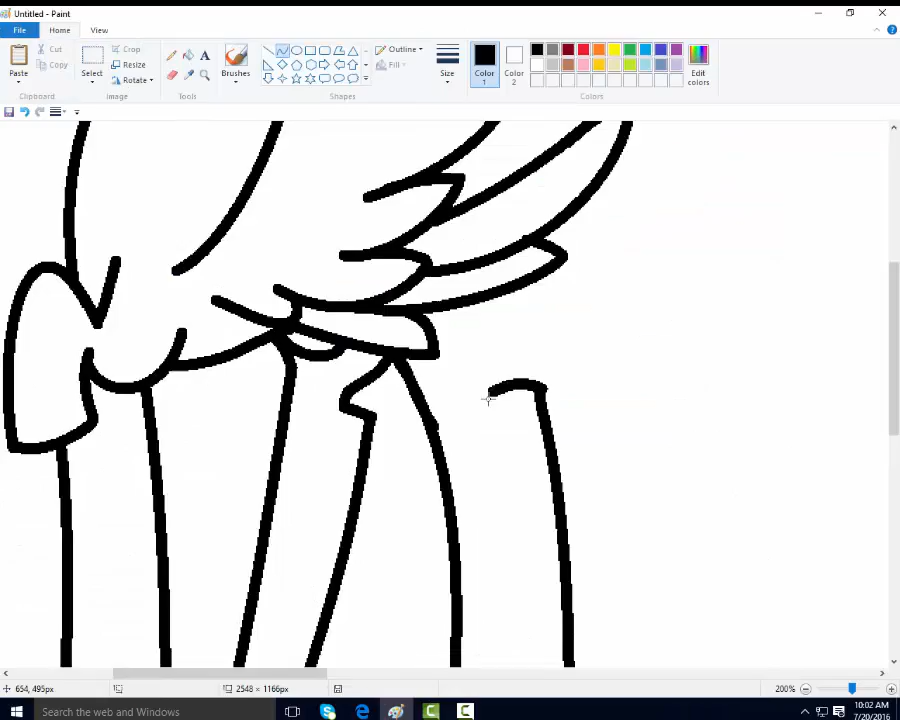 Untitled - Paint
File Home View
Paste
Cut
Copy
Clipboard
Select
Crop
Resize
Rotate
Image
A
Tools
Brushes
Outline
Fill
Shapes
Size
Color 1
Color 2
Edit colors
Colors
654, 495px
2548 × 1166px
200%
Search the web and Windows
10:02 AM
7/20/2016